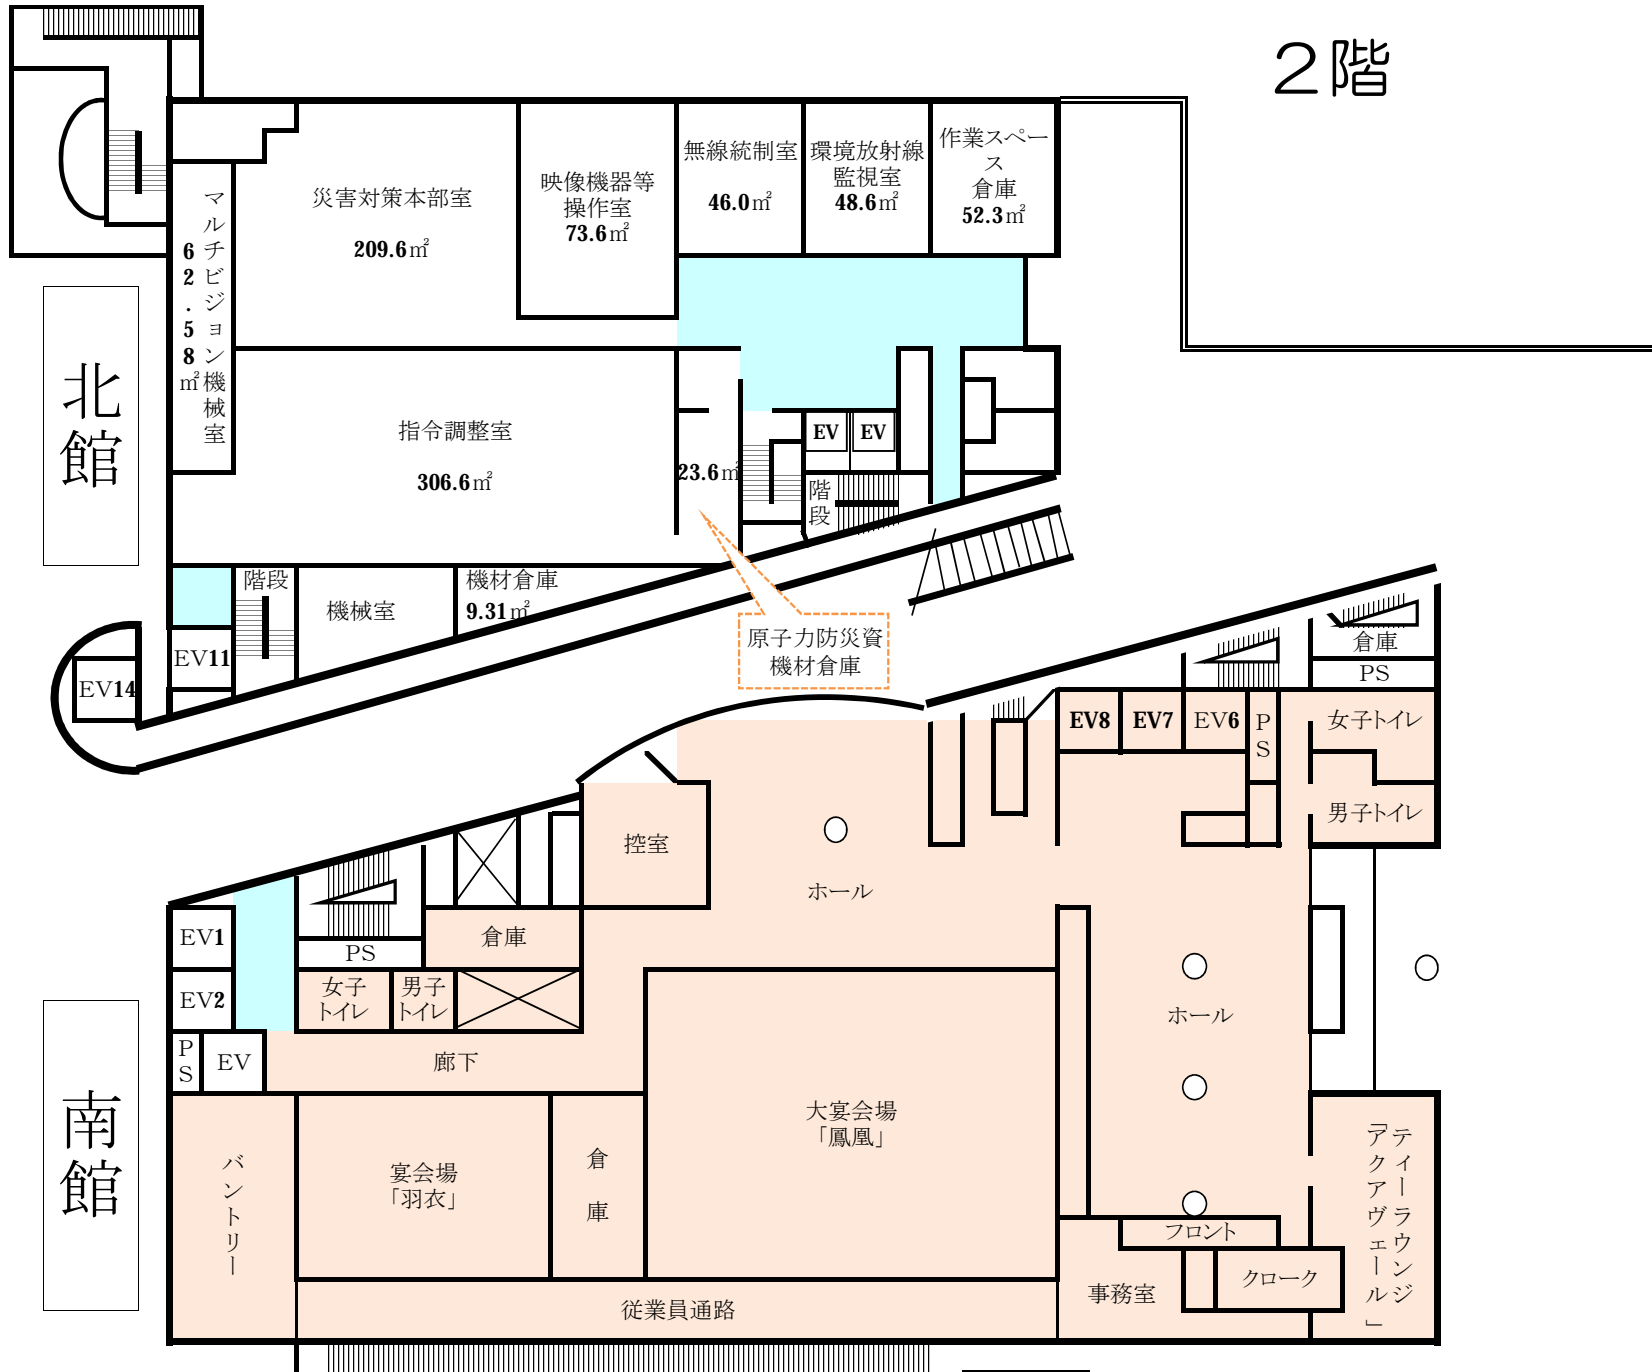 2階
無線統制室
46.0㎡
環境放射線
監視室
48.6㎡
作業スペー
ス
倉庫
52.3㎡
災害対策本部室
209.6㎡
映像機器等
操作室
73.6㎡
マルチビジョン機械室
62.58㎡
北館
指令調整室
306.6㎡
23.6㎡
EV
EV
階段
階段
機械室
機材倉庫
9.31㎡
原子力防災資
機材倉庫
EV11
EV14
倉庫
PS
EV8
EV7
EV6
PS
女子トイレ
男子トイレ
控室
ホール
EV1
PS
倉庫
EV2
女子
トイレ
男子
トイレ
ホール
PS
EV
廊下
南館
バントリー
宴会場
「羽衣」
倉庫
大宴会場
「鳳凰」
ティーラウンジ
「アクアヴェール」
フロント
クローク
事務室
従業員通路